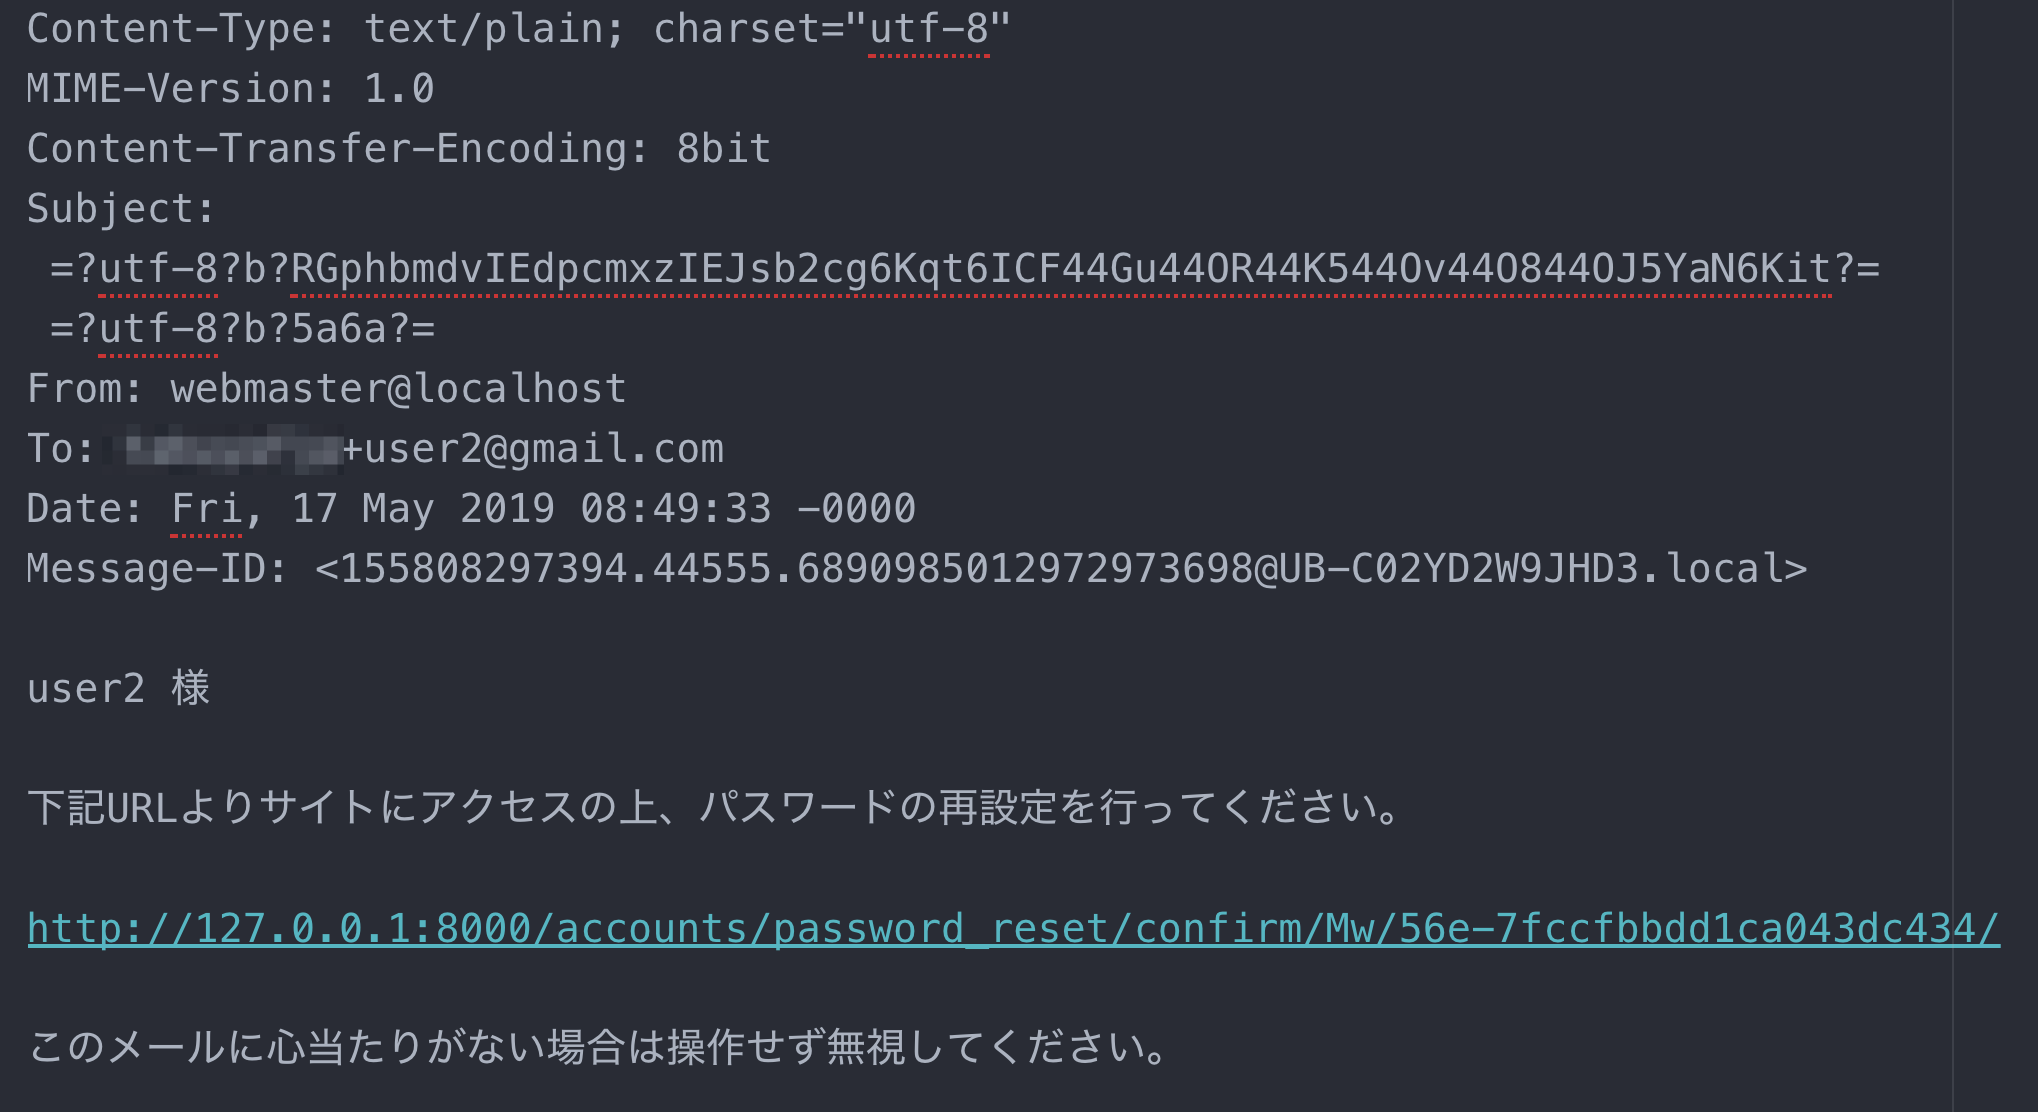 Content-Type: text/plain; charset="utf-8"
MIME-Version: 1.0
Content-Transfer-Encoding: 8bit
Subject:
=?utf-8?b?RGphbmdvIEdpcmxzIEJsb2cg6Kqt6ICF44Gu44OR44K544Ov44O844OJ5YaN6Kit?=
=?utf-8?b?5a6a?=
From: webmaster@localhost
To: +user2@gmail.com
Date: Fri, 17 May 2019 08:49:33 -0000
Message-ID: <155808297394.44555.6890985012972973698@UB-C02YD2W9JHD3.local>
user2 様
下記URLよりサイトにアクセスの上、パスワードの再設定を行ってください。
http://127.0.0.1:8000/accounts/password_reset/confirm/Mw/56e-7fccfbbdd1ca043dc434/
このメールに心当たりがない場合は操作せず無視してください。